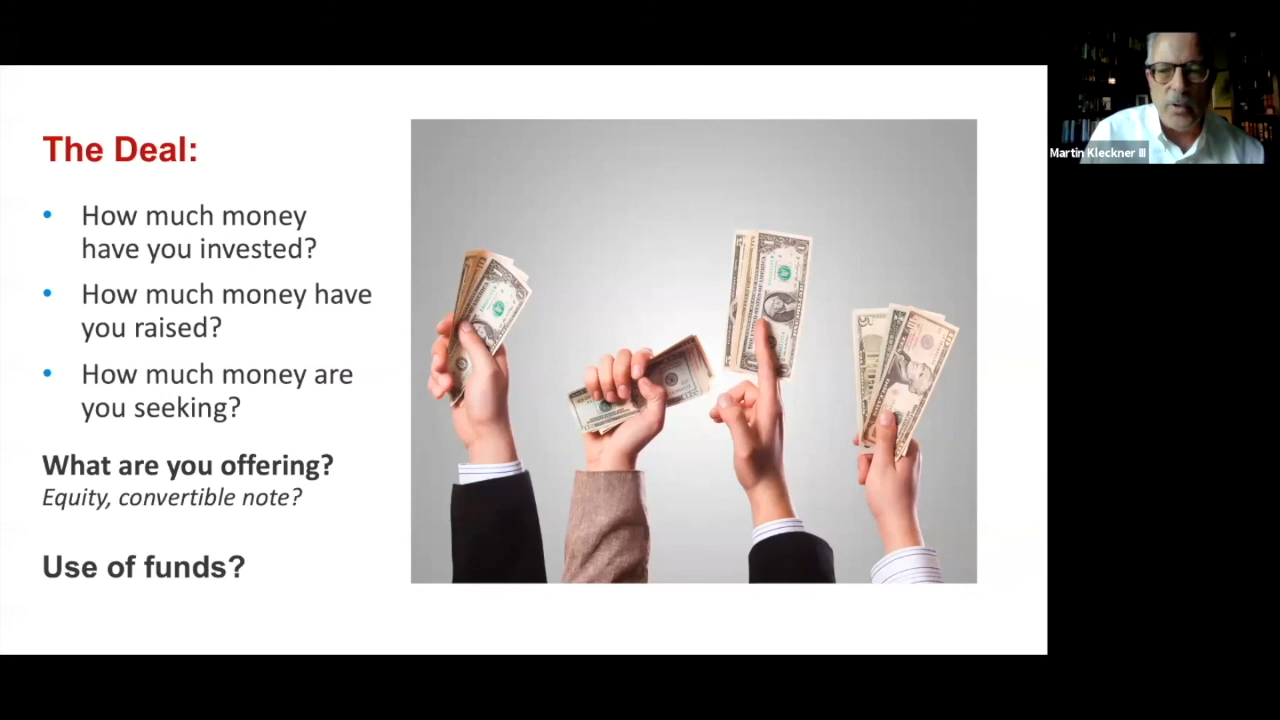 The Deal:
• How much money
have you invested?
• How much money have
you raised?
• How much money are
you seeking?
What are you offering?
Equity, convertible note?
Use of funds?
Martin Kleckner III